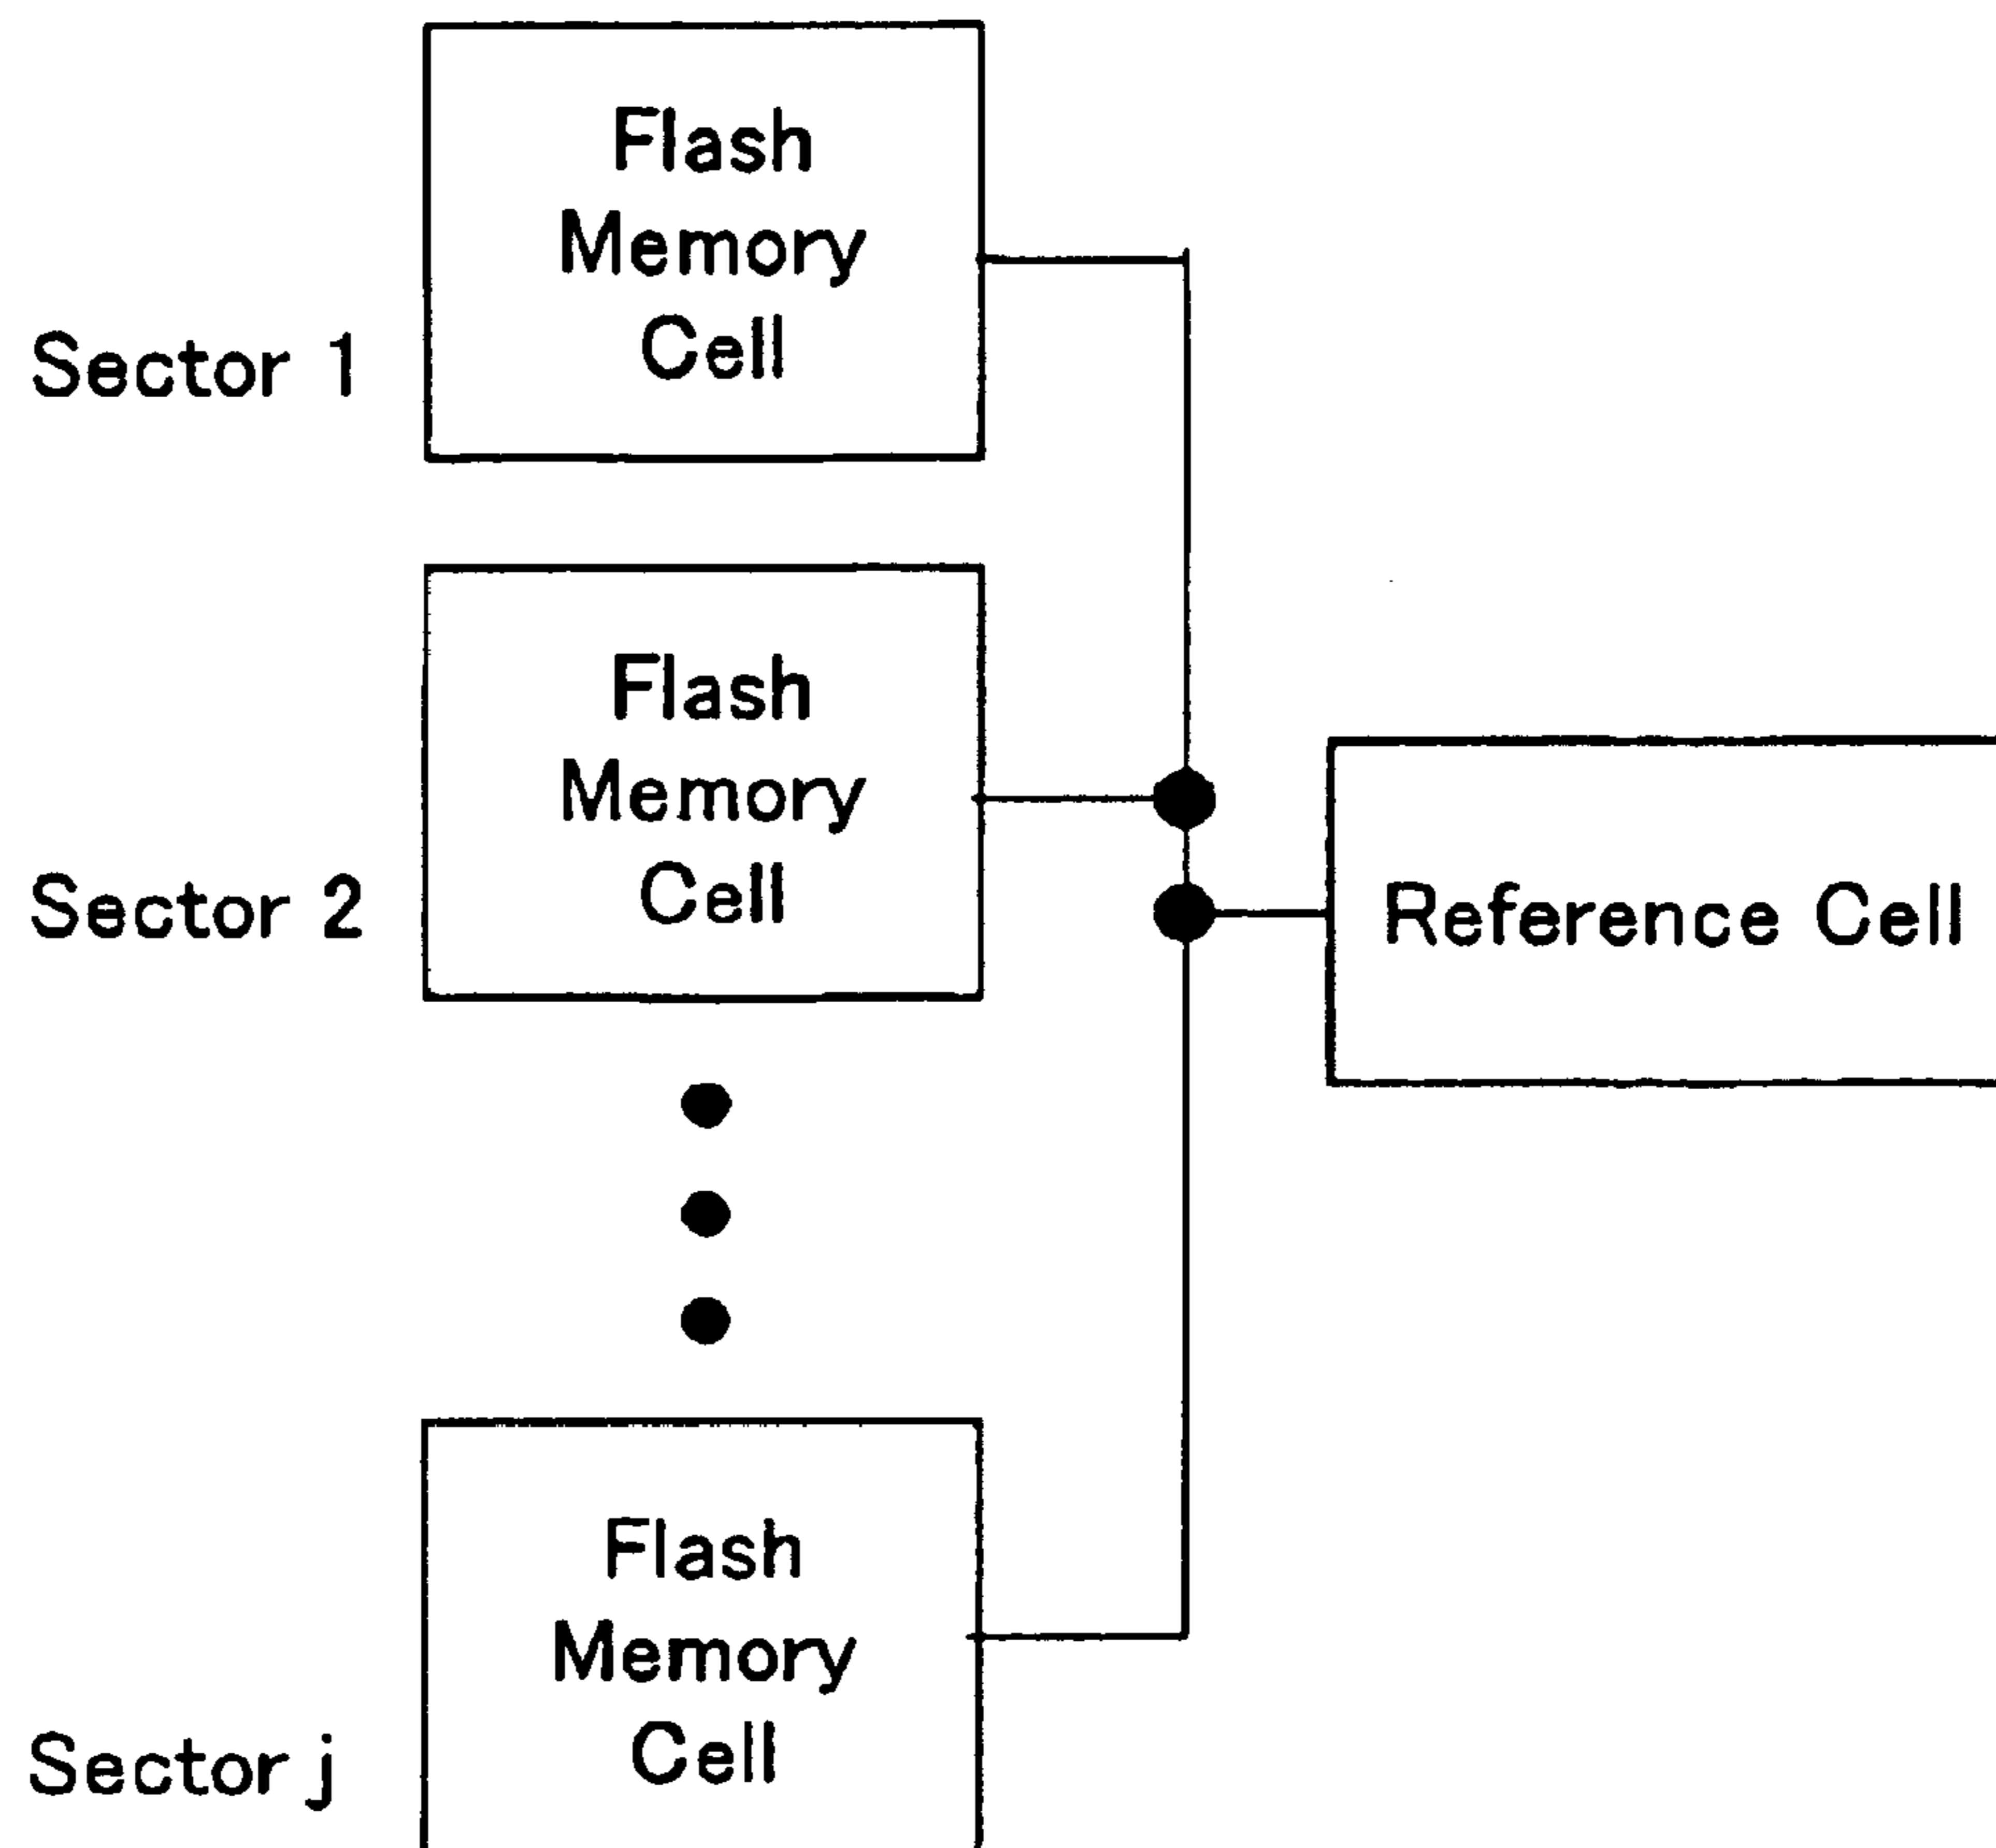 Flash
Memory
Cell
Sector 1
Flash
Memory
Cell
Sector 2
Reference Cell
Flash
Memory
Cell
Sector j